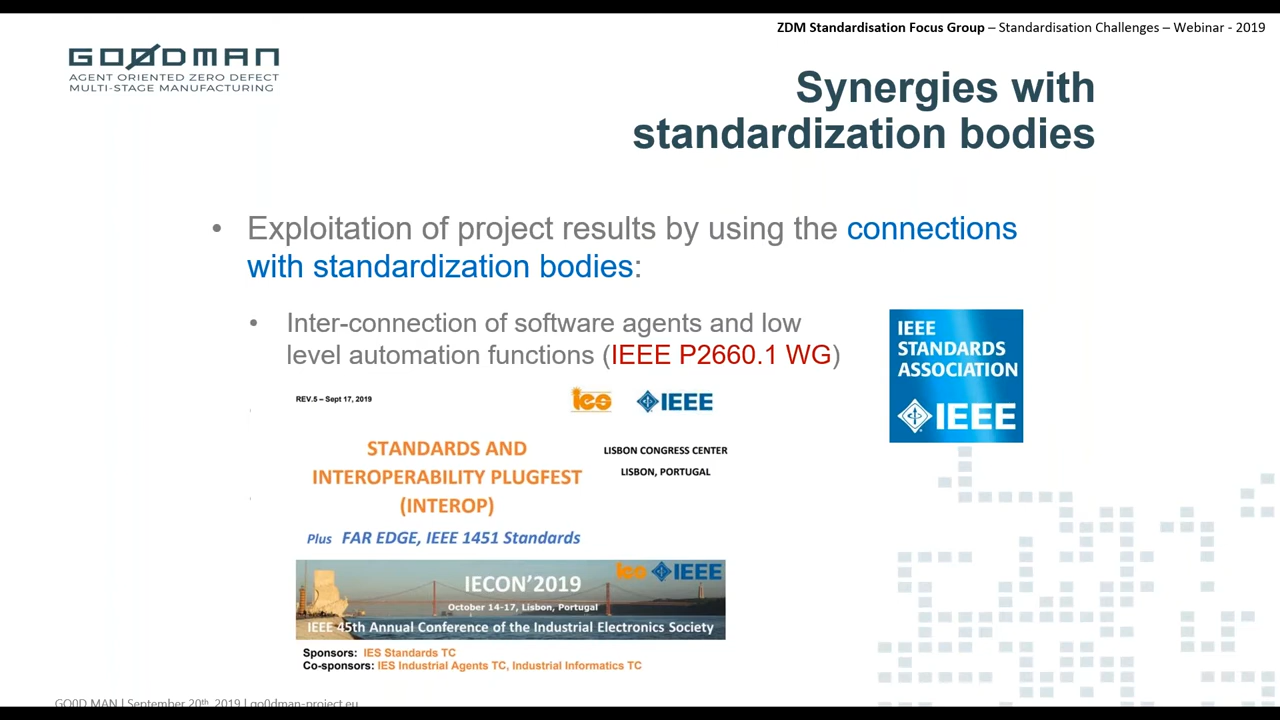 ZDM Standardisation Focus Group – Standardisation Challenges – Webinar - 2019
GO0DMAN
AGENT ORIENTED ZERO DEFECT
MULTI-STAGE MANUFACTURING
Synergies with
standardization bodies
• Exploitation of project results by using the connections
with standardization bodies:
• Inter-connection of software agents and low
level automation functions (IEEE P2660.1 WG)
IEEE
STANDARDS
ASSOCIATION
IEEE
REV.5 – Sept 17, 2019
ies IEEE
STANDARDS AND
INTEROPERABILITY PLUGFEST
(INTEROP)
LISBON CONGRESS CENTER
LISBON, PORTUGAL
Plus FAR EDGE, IEEE 1451 Standards
ies IEEE
IECON'2019
October 14-17, Lisbon, Portugal
IEEE 45th Annual Conference of the Industrial Electronics Society
Sponsors: IES Standards TC
Co-sponsors: IES Industrial Agents TC, Industrial Informatics TC
GO0D MAN | September 20th, 2019 | go0dman-project.eu